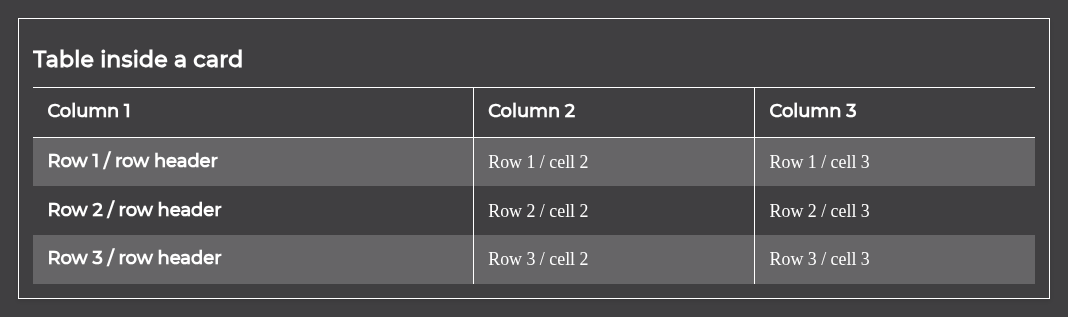 Table inside a card
Column 1 Column 2 Column 3
Row 1 / row header Row 1 / cell 2 Row 1 / cell 3
Row 2 / row header Row 2 / cell 2 Row 2 / cell 3
Row 3 / row header Row 3 / cell 2 Row 3 / cell 3